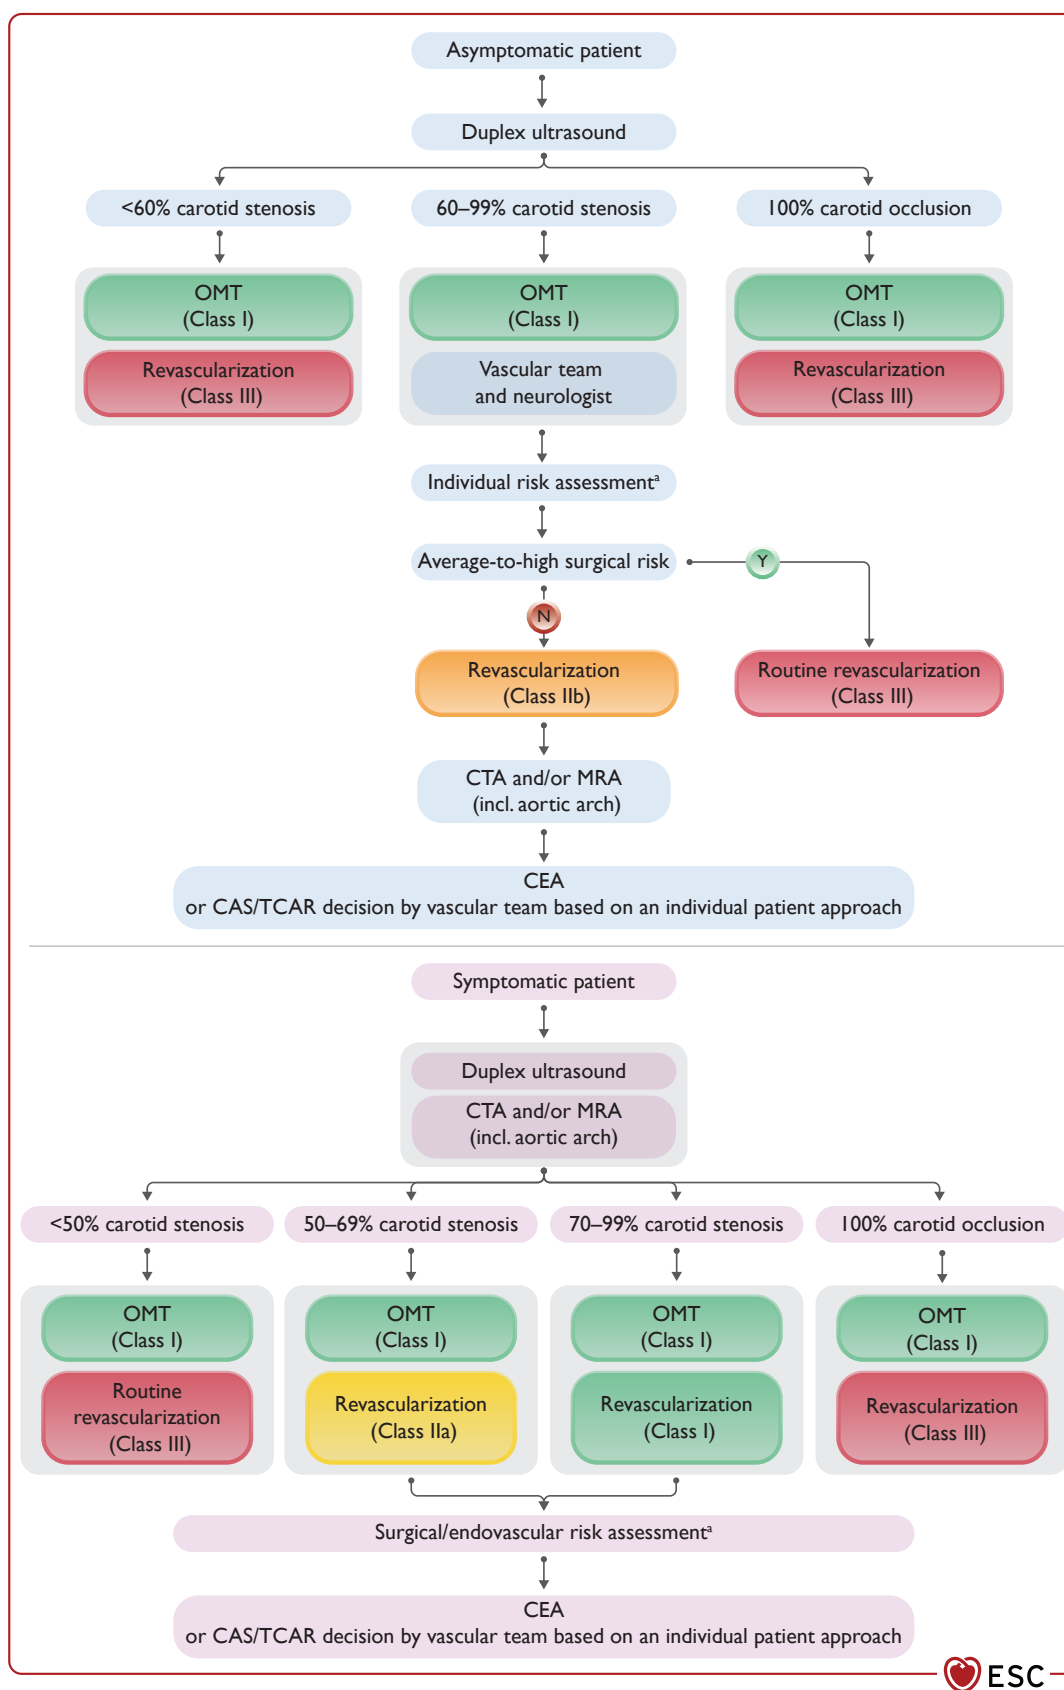 Asymptomatic patient
Duplex ultrasound
<60% carotid stenosis
60–99% carotid stenosis
100% carotid occlusion
OMT
(Class I)
Revascularization
(Class III)
OMT
(Class I)
Vascular team
and neurologist
OMT
(Class I)
Revascularization
(Class III)
Individual risk assessmentᵃ
Average-to-high surgical risk
Y
N
Revascularization
(Class IIb)
Routine revascularization
(Class III)
CTA and/or MRA
(incl. aortic arch)
CEA
or CAS/TCAR decision by vascular team based on an individual patient approach
Symptomatic patient
Duplex ultrasound
CTA and/or MRA
(incl. aortic arch)
<50% carotid stenosis
50–69% carotid stenosis
70–99% carotid stenosis
100% carotid occlusion
OMT
(Class I)
Routine
revascularization
(Class III)
OMT
(Class I)
Revascularization
(Class IIa)
OMT
(Class I)
Revascularization
(Class I)
OMT
(Class I)
Revascularization
(Class III)
Surgical/endovascular risk assessmentᵃ
CEA
or CAS/TCAR decision by vascular team based on an individual patient approach
ESC